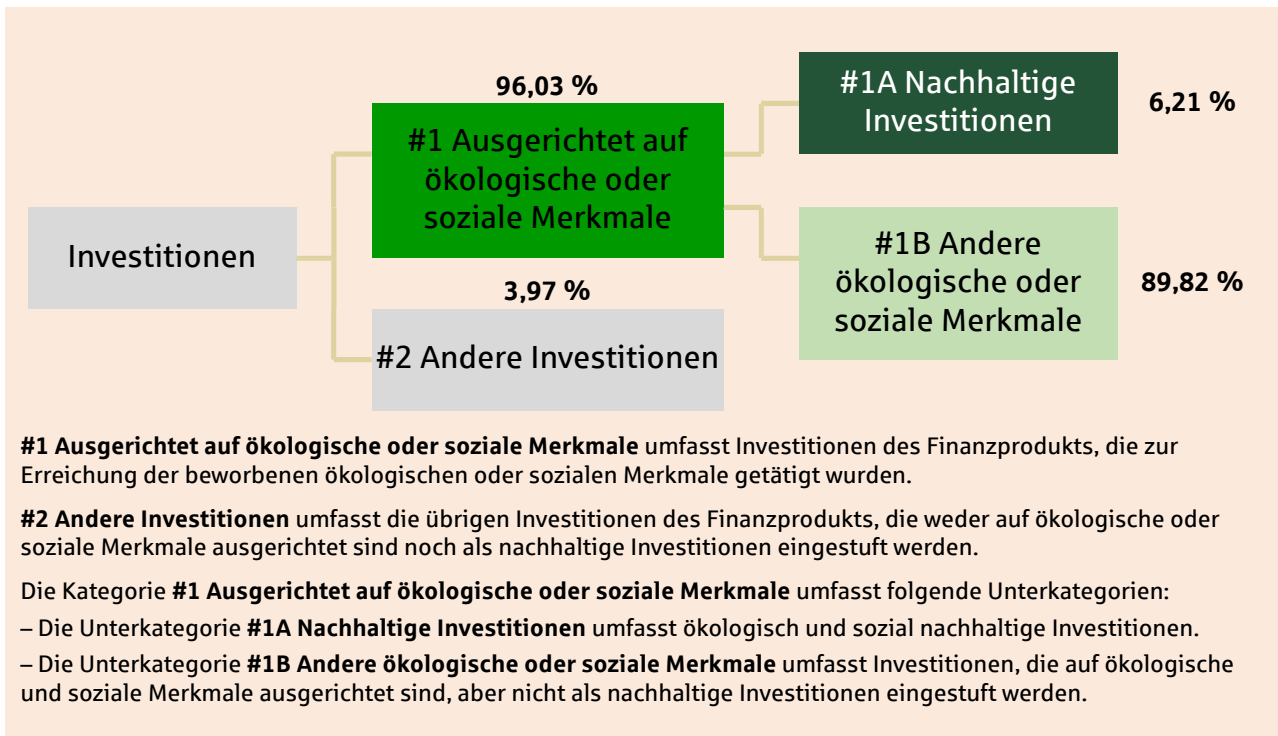 96,03 %
#1 Ausgerichtet auf
ökologische oder
soziale Merkmale
#1A Nachhaltige
Investitionen
6,21 %
Investitionen
#1B Andere
ökologische oder
soziale Merkmale
89,82 %
3,97 %
#2 Andere Investitionen
#1 Ausgerichtet auf ökologische oder soziale Merkmale umfasst Investitionen des Finanzprodukts, die zur
Erreichung der beworbenen ökologischen oder sozialen Merkmale getätigt wurden.
#2 Andere Investitionen umfasst die übrigen Investitionen des Finanzprodukts, die weder auf ökologische oder
soziale Merkmale ausgerichtet sind noch als nachhaltige Investitionen eingestuft werden.
Die Kategorie #1 Ausgerichtet auf ökologische oder soziale Merkmale umfasst folgende Unterkategorien:
– Die Unterkategorie #1A Nachhaltige Investitionen umfasst ökologisch und sozial nachhaltige Investitionen.
– Die Unterkategorie #1B Andere ökologische oder soziale Merkmale umfasst Investitionen, die auf ökologische
und soziale Merkmale ausgerichtet sind, aber nicht als nachhaltige Investitionen eingestuft werden.